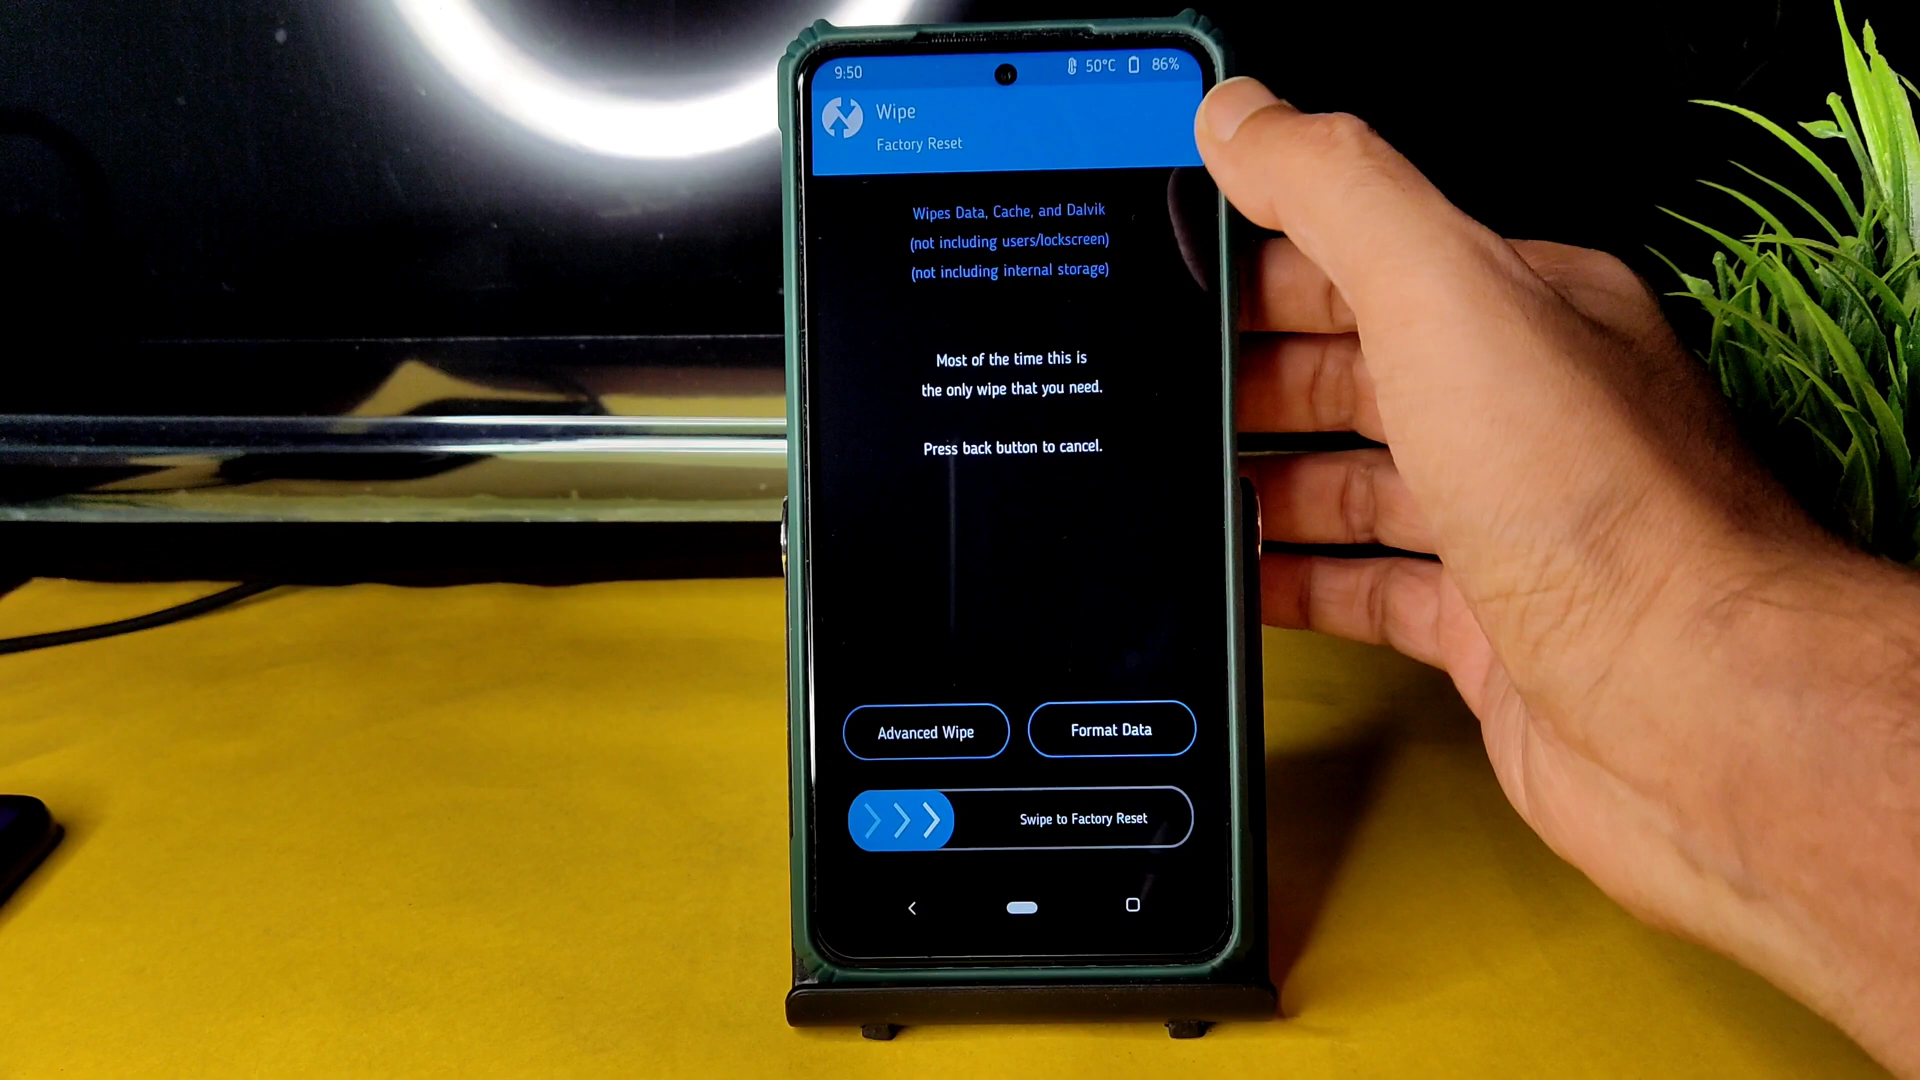 9:50
50°C 86%
Wipe
Factory Reset
Wipes Data, Cache, and Dalvik
(not including users/lockscreen)
(not including internal storage)
Most of the time this is
the only wipe that you need.
Press back button to cancel.
Advanced Wipe
Format Data
Swipe to Factory Reset